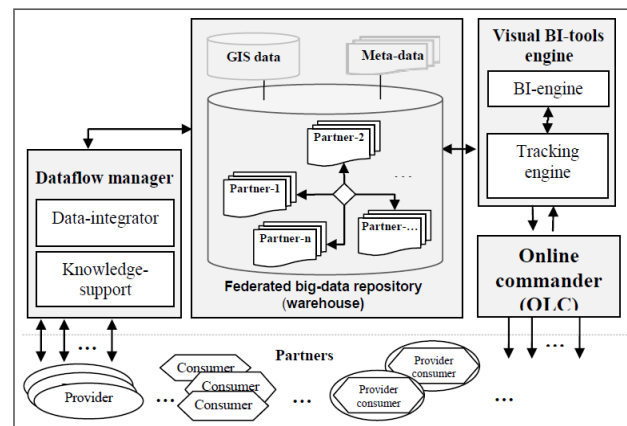 GIS data
Meta-data
Partner-2
...
Partner-1
Partner-...
Partner-n
Federated big-data repository
(warehouse)
Visual BI-tools
engine
BI-engine
Tracking
engine
Dataflow manager
Data-integrator
Knowledge-
support
Online
commander
(OLC)
...
...
Partners
Provider
...
Consumer
Consumer
Consumer
...
Provider
consumer
Provider
consumer
...